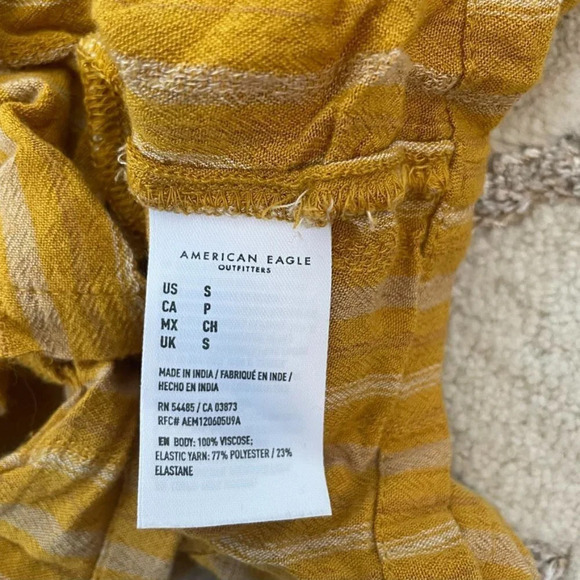 AMERICAN EAGLE
OUTFITTERS
US S
CA P
MX CH
UK S
MADE IN INDIA / FABRIQUÉ EN INDE /
HECHO EN INDIA
RN 54485 / CA 03873
RFC# AEM120605U9A
EN BODY: 100% VISCOSE;
ELASTIC YARN: 77% POLYESTER / 23%
ELASTANE